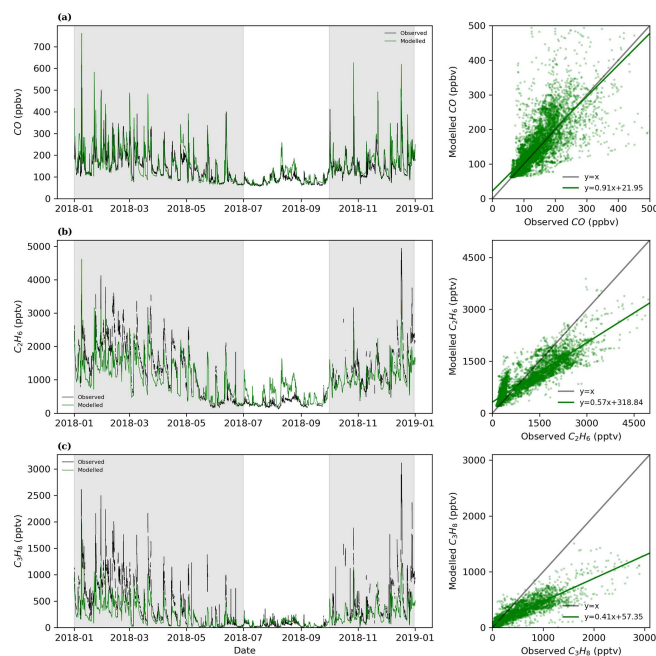 (a)
Observed
Modelled
CO (ppbv)
700
600
500
400
300
200
100
0
2018-01 2018-03 2018-05 2018-07 2018-09 2018-11 2019-01
Modelled CO (ppbv)
500
400
300
200
100
0
y=x
y=0.91x+21.95
0 100 200 300 400 500
Observed CO (ppbv)
(b)
C₂H₆ (pptv)
5000
4000
3000
2000
1000
0
Observed
Modelled
2018-01 2018-03 2018-05 2018-07 2018-09 2018-11 2019-01
Modelled C₂H₆ (pptv)
4500
3000
1500
0
y=x
y=0.57x+318.84
0 1500 3000 4500
Observed C₂H₆ (pptv)
(c)
Observed
Modelled
C₃H₈ (pptv)
3000
2500
2000
1500
1000
500
0
2018-01 2018-03 2018-05 2018-07 2018-09 2018-11 2019-01
Date
Modelled C₃H₈ (pptv)
3000
2000
1000
0
y=x
y=0.41x+57.35
0 1000 2000 3000
Observed C₃H₈ (pptv)